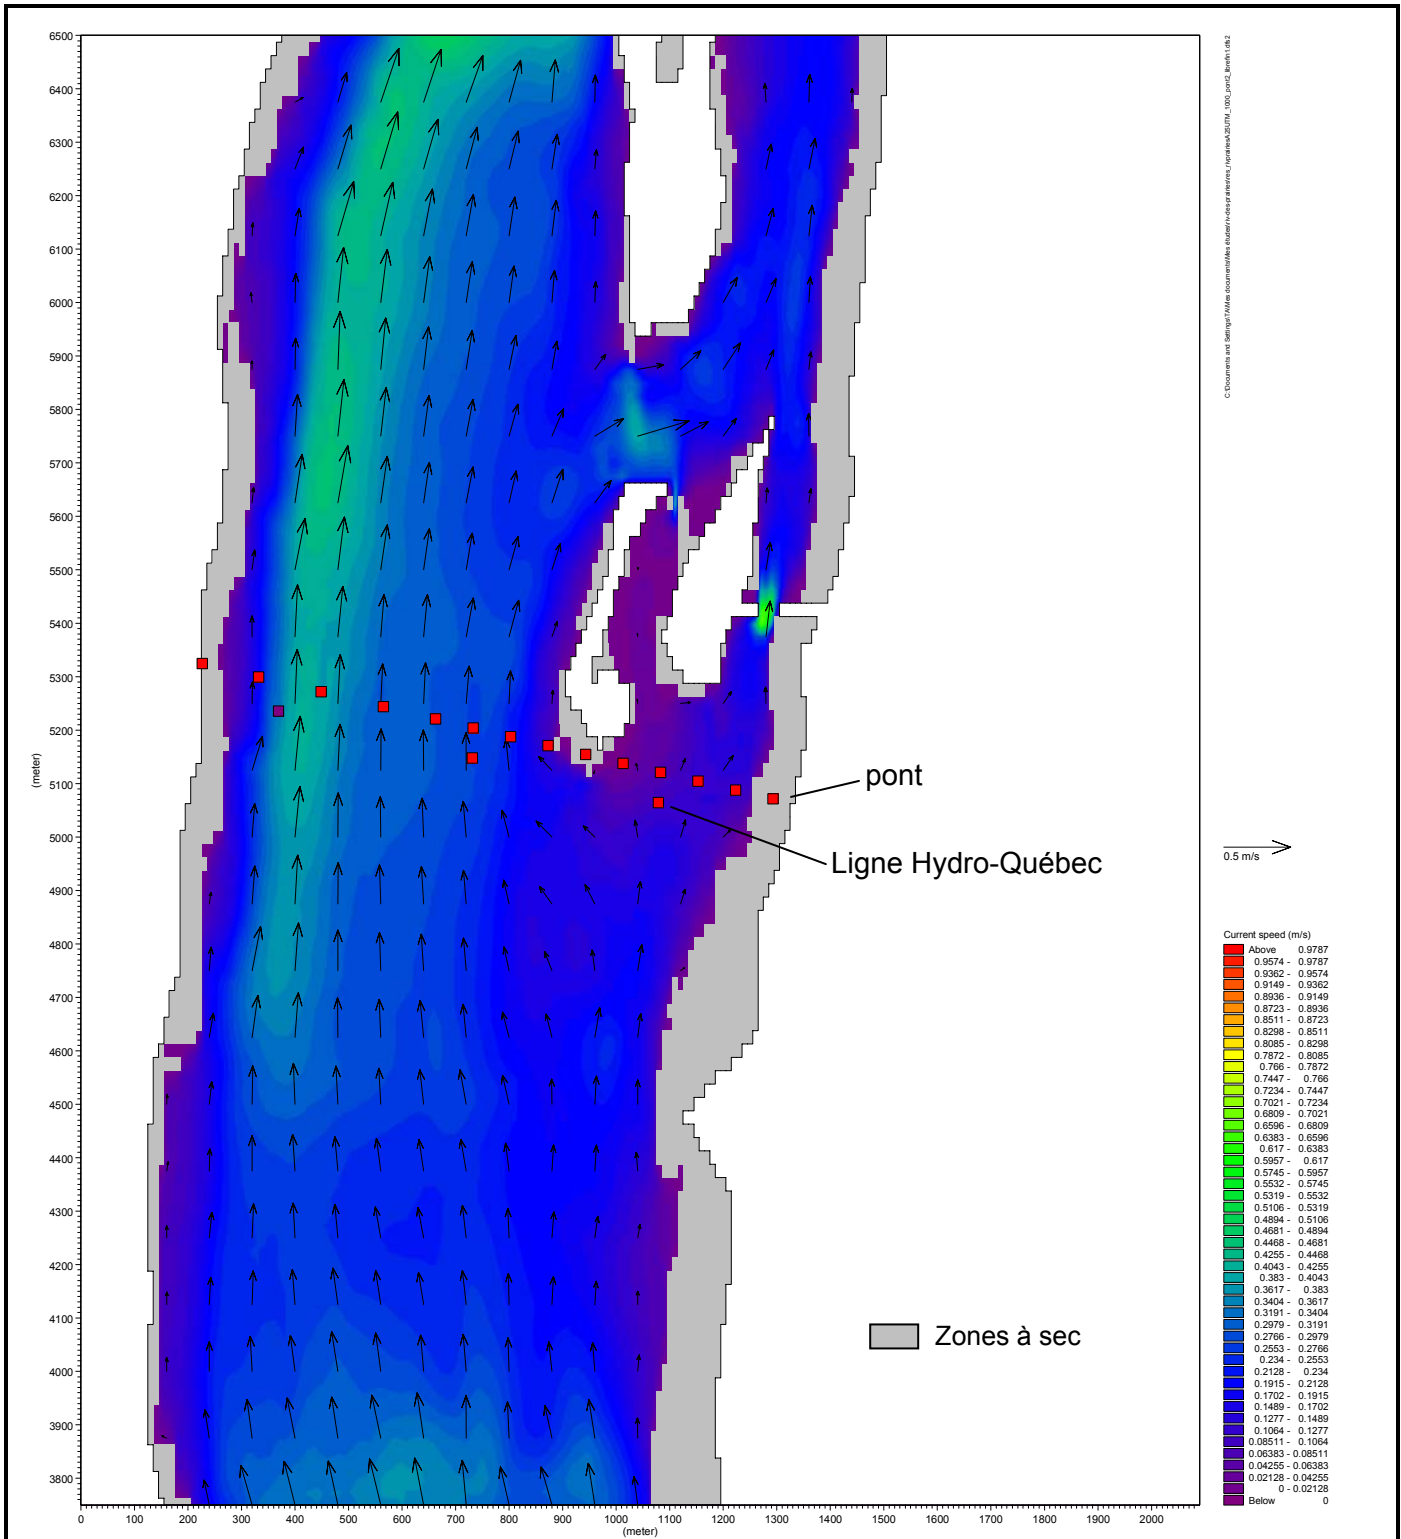 6500
6400
6300
6200
6100
6000
5900
5800
5700
5600
5500
5400
5300
5200
5100
5000
4900
4800
4700
4600
4500
4400
4300
4200
4100
4000
3900
3800
(meter)
0 100 200 300 400 500 600 700 800 900 1000 1100 1200 1300 1400 1500 1600 1700 1800 1900 2000
(meter)
pont
Ligne Hydro-Québec
Zones à sec
0.5 m/s
Current speed (m/s)
Above 0.9787
0.9574 - 0.9787
0.9362 - 0.9574
0.9149 - 0.9362
0.8936 - 0.9149
0.8723 - 0.8936
0.8511 - 0.8723
0.8298 - 0.8511
0.8085 - 0.8298
0.7872 - 0.8085
0.766 - 0.7872
0.7447 - 0.766
0.7234 - 0.7447
0.7021 - 0.7234
0.6809 - 0.7021
0.6596 - 0.6809
0.6383 - 0.6596
0.617 - 0.6383
0.5957 - 0.617
0.5745 - 0.5957
0.5532 - 0.5745
0.5319 - 0.5532
0.5106 - 0.5319
0.4894 - 0.5106
0.4681 - 0.4894
0.4468 - 0.4681
0.4255 - 0.4468
0.4043 - 0.4255
0.383 - 0.4043
0.3617 - 0.383
0.3404 - 0.3617
0.3191 - 0.3404
0.2979 - 0.3191
0.2766 - 0.2979
0.2553 - 0.2766
0.234 - 0.2553
0.2128 - 0.234
0.1915 - 0.2128
0.1702 - 0.1915
0.1489 - 0.1702
0.1277 - 0.1489
0.1064 - 0.1277
0.08511 - 0.1064
0.06383 - 0.08511
0.04255 - 0.06383
0.02128 - 0.04255
0 - 0.02128
Below 0